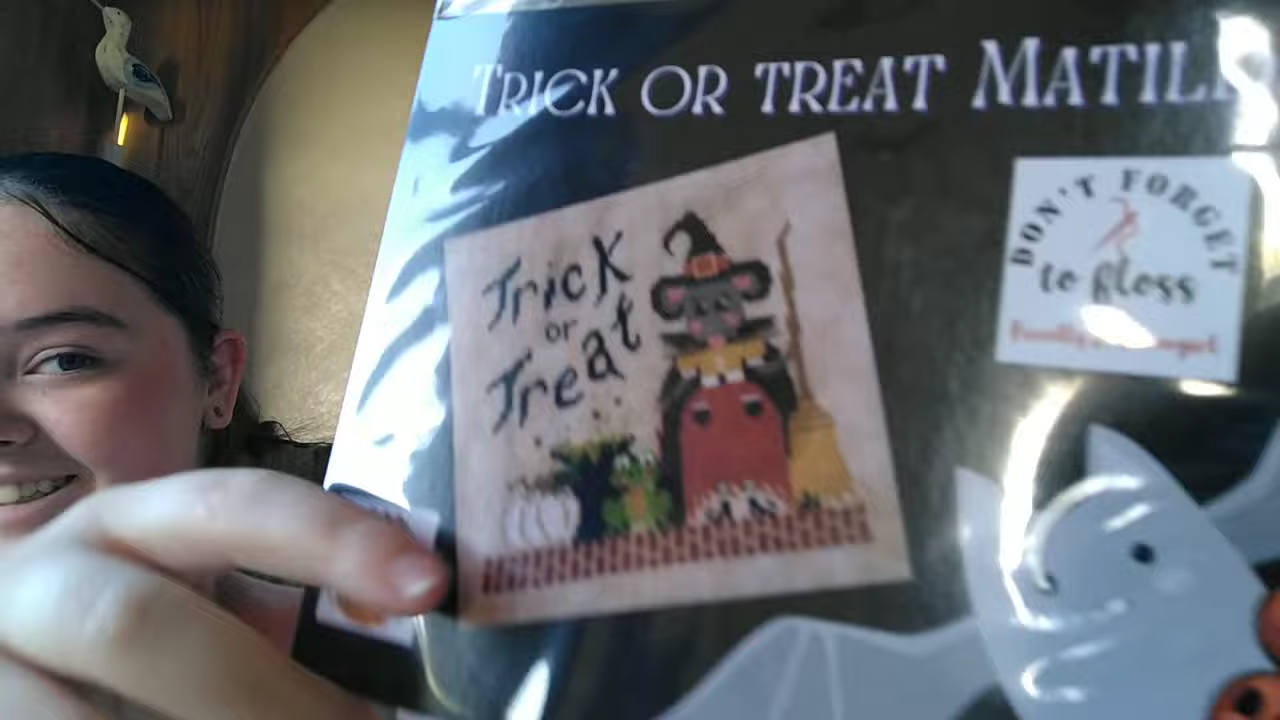 TRICK OR TREAT MATIL
Trick
or
Treat
DON'T FORGET
to floss